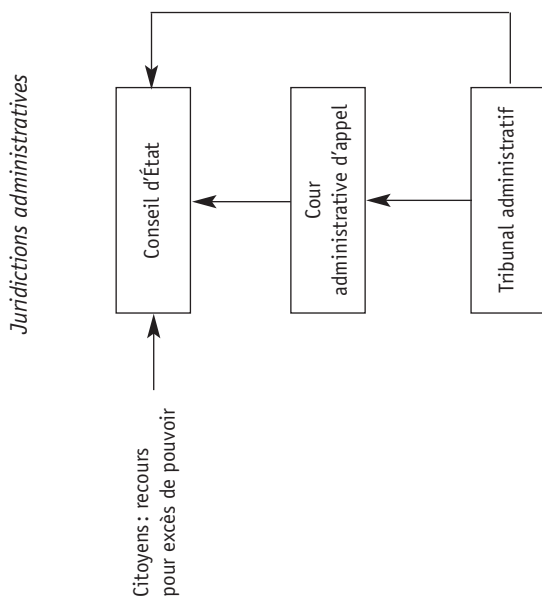 Juridictions administratives
Citoyens : recours
pour excès de pouvoir
Conseil d'État
Cour
administrative d'appel
Tribunal administratif